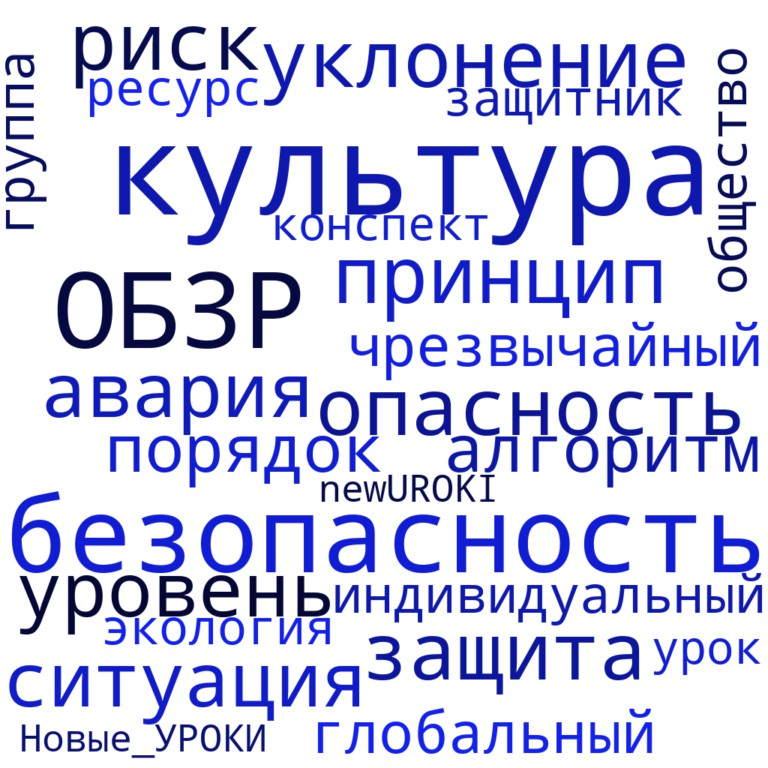 риск
уклонение
ресурс
защитник
группа
общество
культура
конспект
принцип
ОБЗР
чрезвычайный
авария
опасность
порядок
алгоритм
newUROKI
безопасность
уровень
индивидуальный
экология
защита
урок
ситуация
Новые_УРОКИ
глобальный